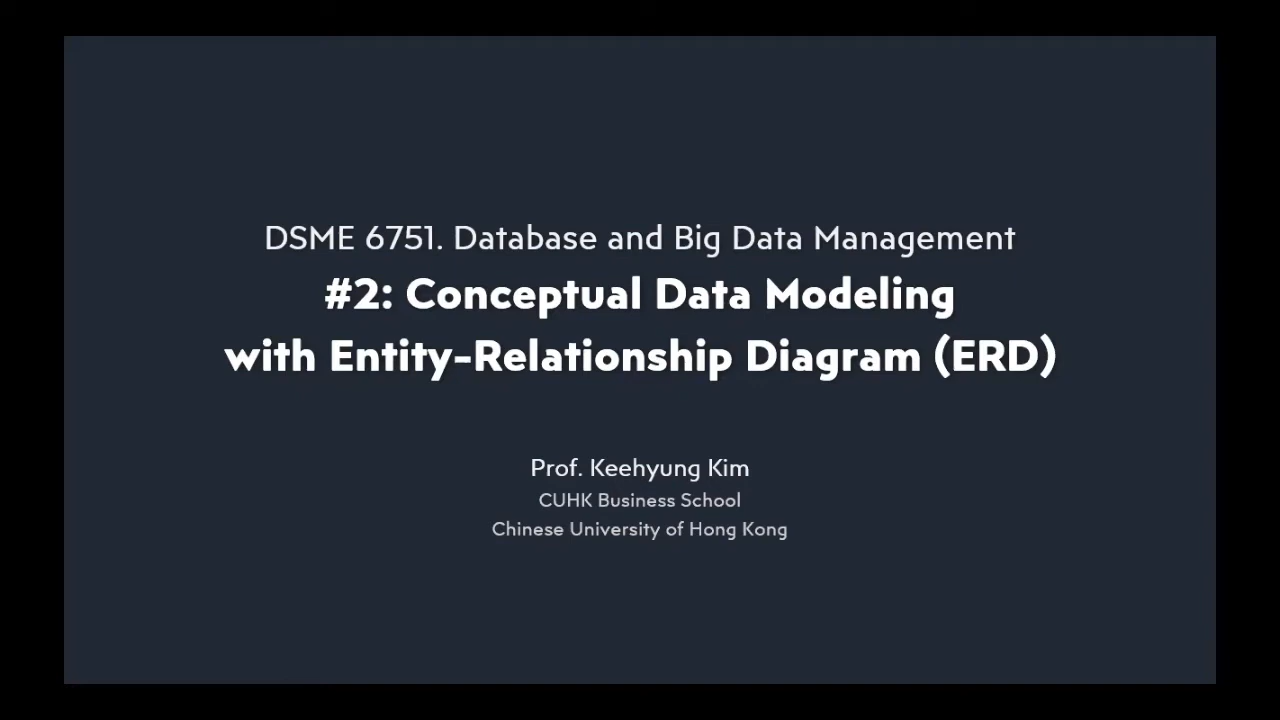 DSME 6751. Database and Big Data Management
#2: Conceptual Data Modeling
with Entity-Relationship Diagram (ERD)
Prof. Keehyung Kim
CUHK Business School
Chinese University of Hong Kong